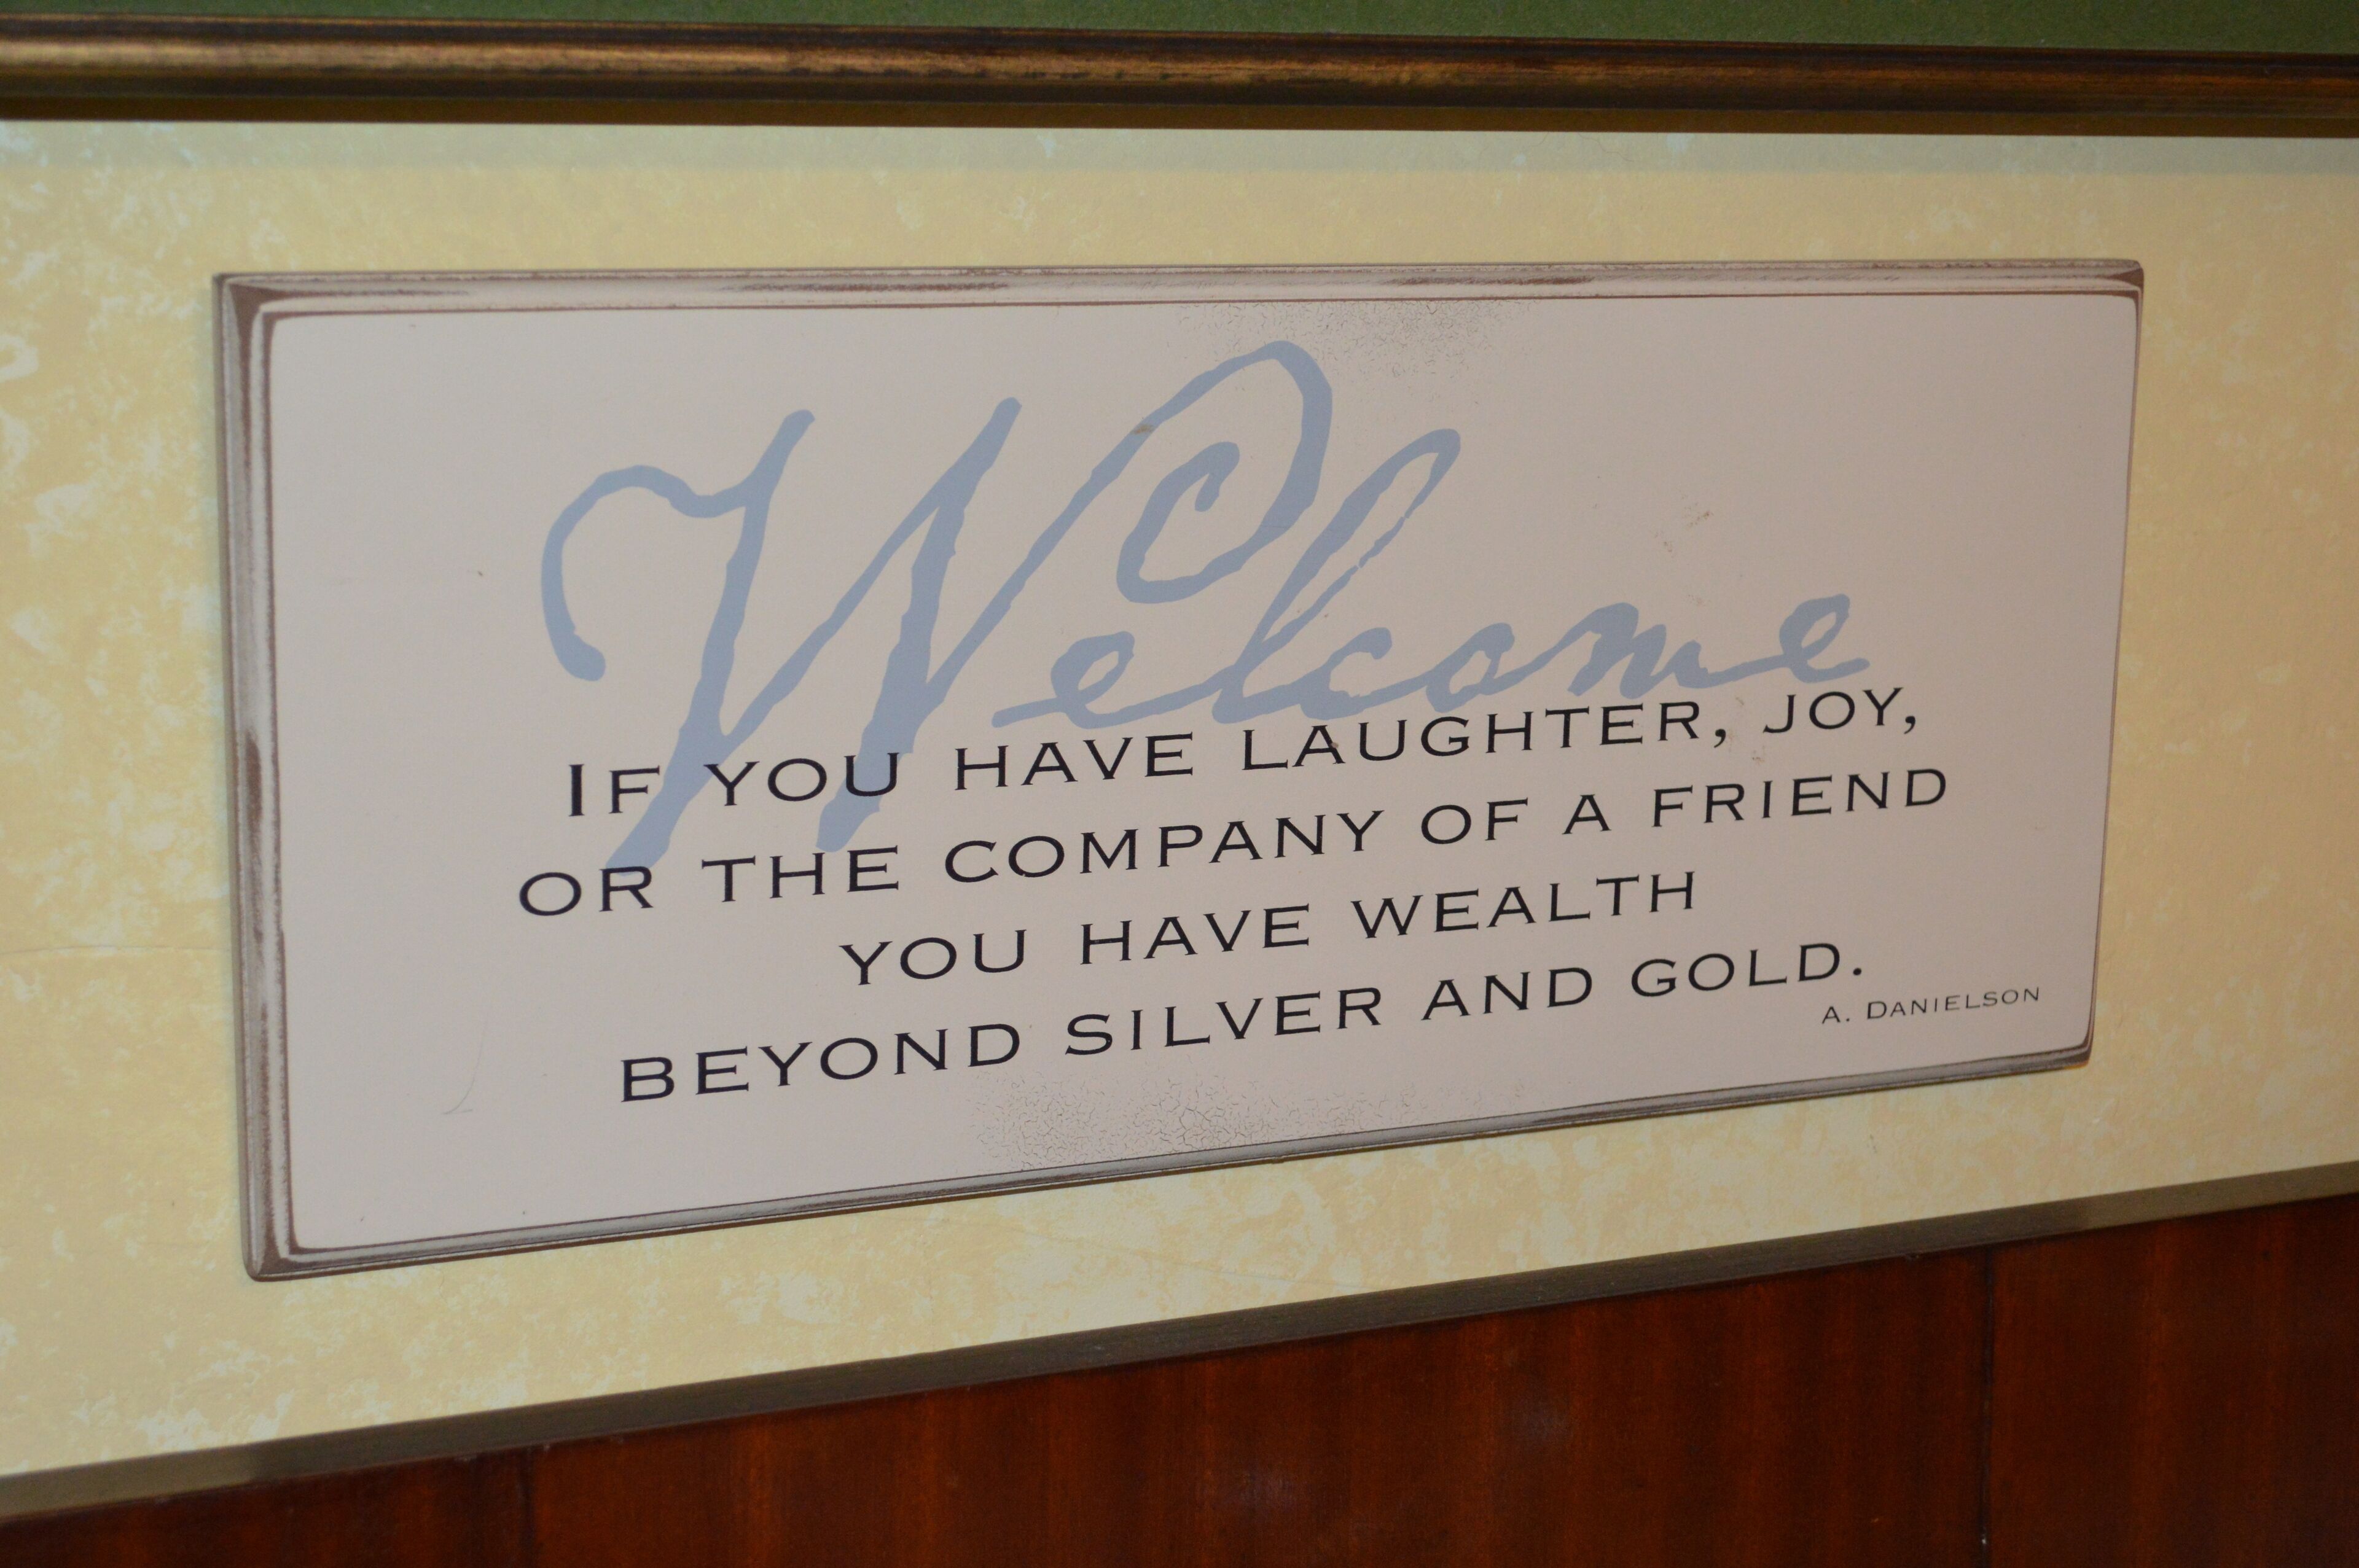 Welcome
IF YOU HAVE LAUGHTER, JOY,
OR THE COMPANY OF A FRIEND
YOU HAVE WEALTH
BEYOND SILVER AND GOLD.
A. DANIELSON